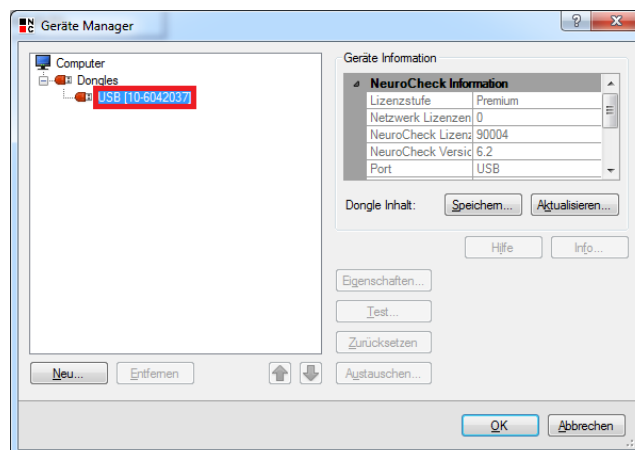 NC Geräte Manager
Computer
Dongles
USB [10-6042037]
Geräte Information
NeuroCheck Information
Lizenzstufe Premium
Netzwerk Lizenzen 0
NeuroCheck Lizenz 90004
NeuroCheck Versic 6.2
Port USB
Dongle Inhalt: Speichern... Aktualisieren...
Hilfe Info...
Eigenschaften...
Test...
Zurücksetzen
Neu... Entfernen Austauschen...
OK Abbrechen